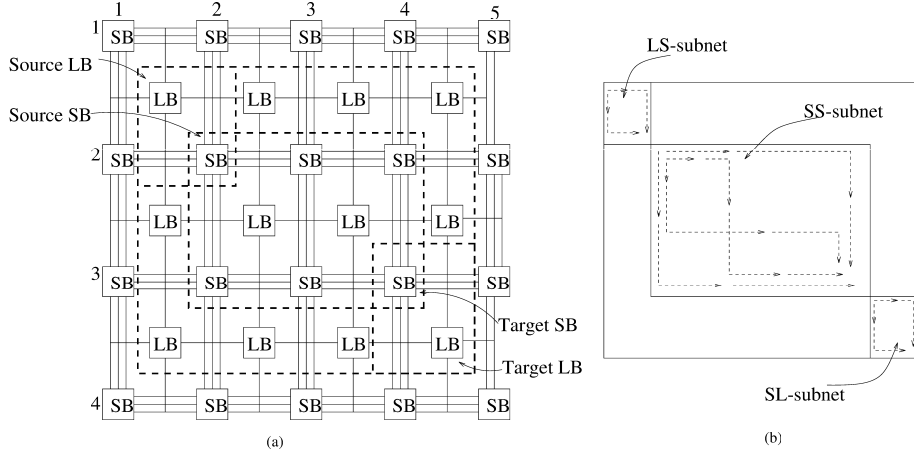 1 2 3 4 5
1 SB SB SB SB SB
Source LB
LB LB LB LB
Source SB
2 SB SB SB SB SB
LB LB LB LB
3 SB SB SB SB SB
Target SB
LB LB LB LB
Target LB
4 SB SB SB SB SB
(a)
LS-subnet
SS-subnet
SL-subnet
(b)